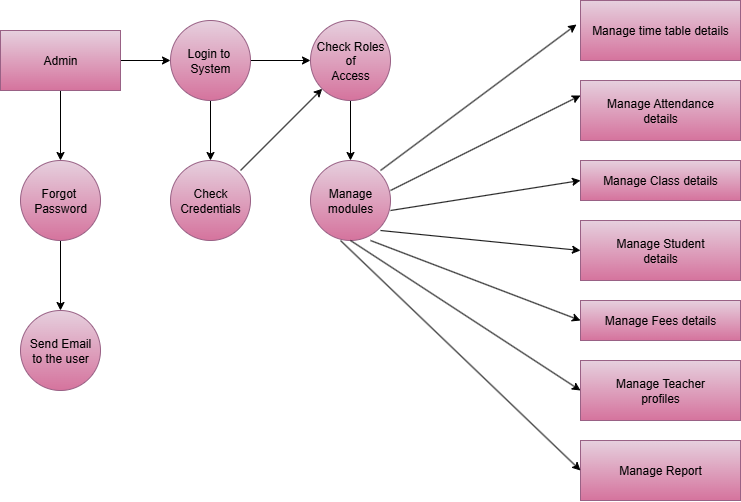 Admin
Login to
System
Check Roles
of
Access
Forgot
Password
Check
Credentials
Manage
modules
Send Email
to the user
Manage time table details
Manage Attendance
details
Manage Class details
Manage Student
details
Manage Fees details
Manage Teacher
profiles
Manage Report